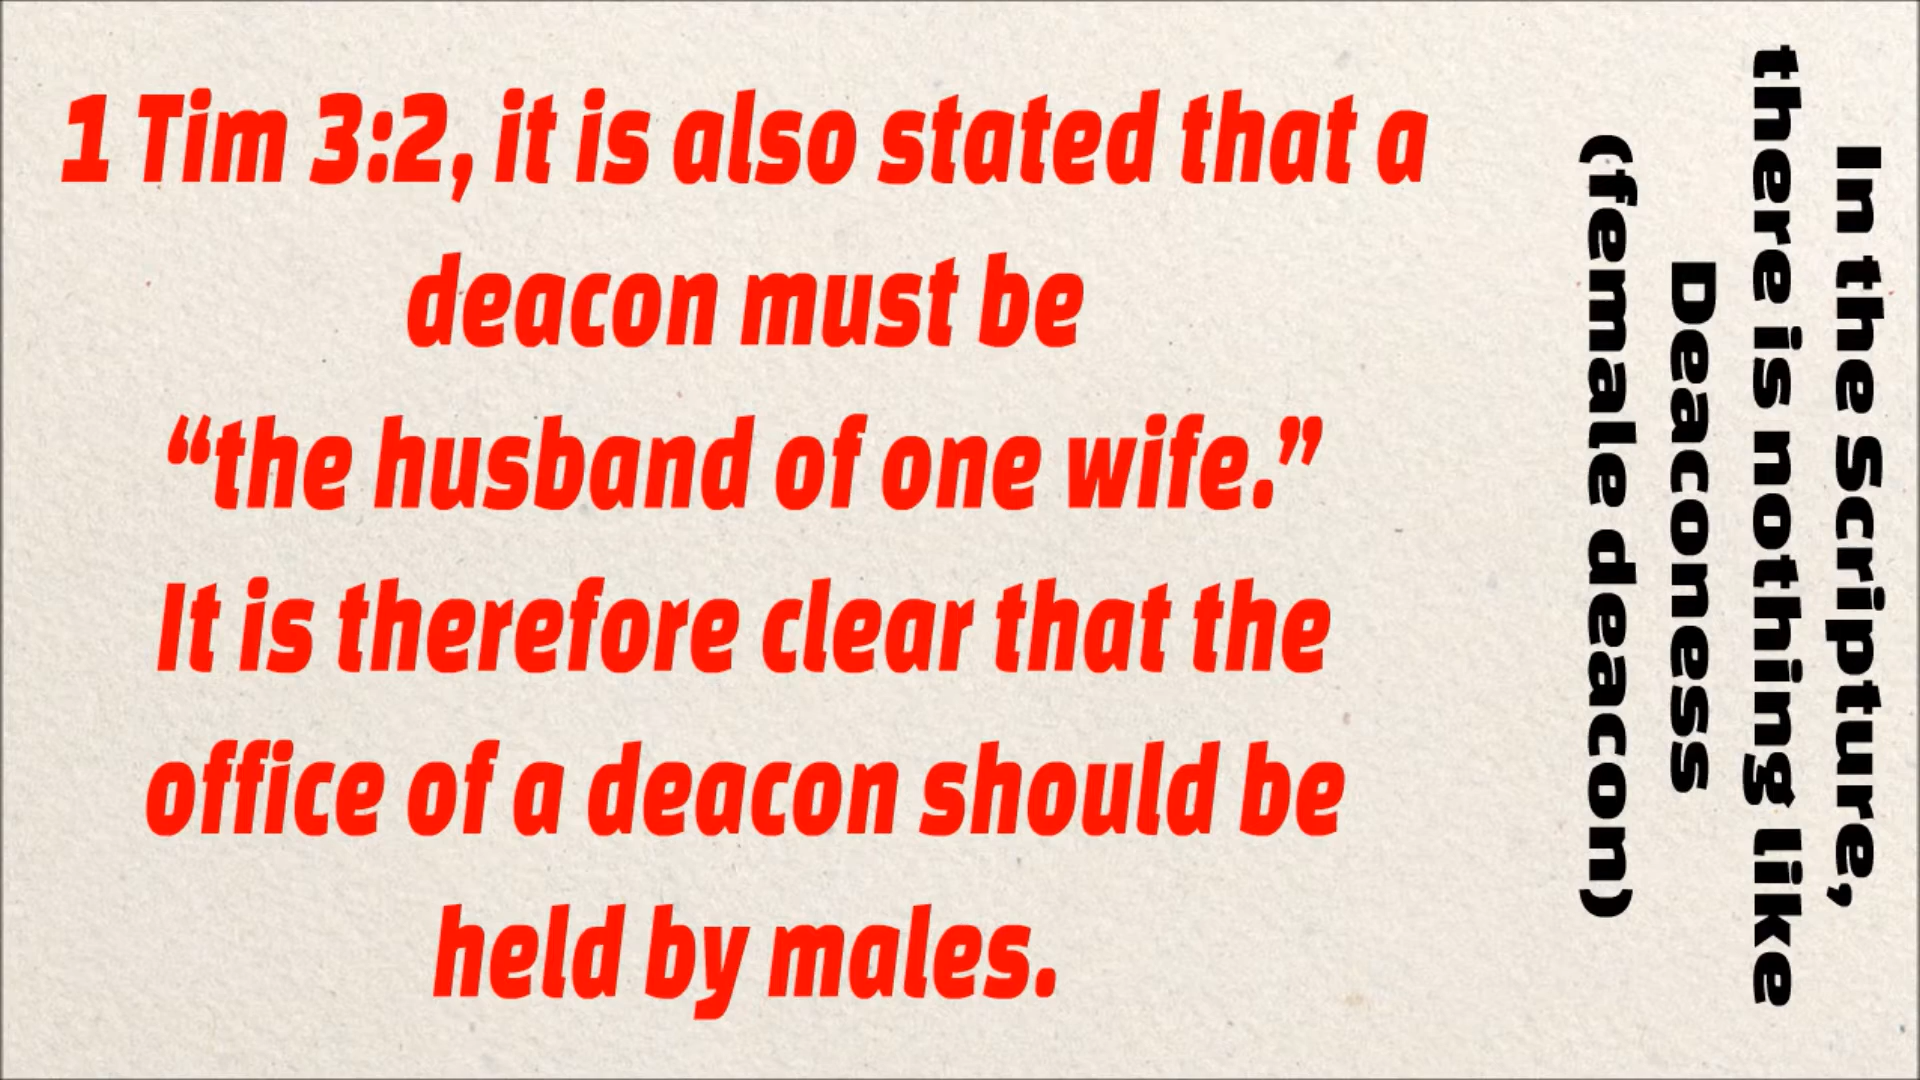 1 Tim 3:2, it is also stated that a
deacon must be
“the husband of one wife.”
It is therefore clear that the
office of a deacon should be
held by males.
In the Scripture,
there is nothing like
Deaconess
(female deacon)